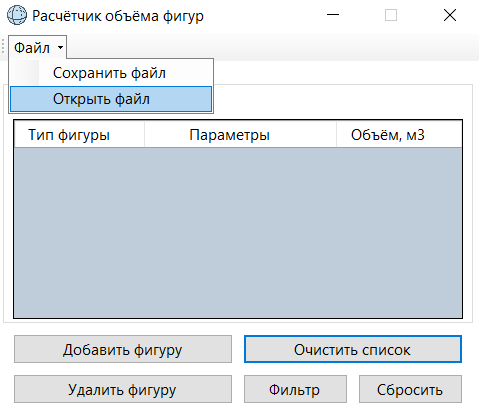 Расчётчик объёма фигур
Файл
Сохранить файл
Открыть файл
Тип фигуры Параметры Объём, м3
Добавить фигуру Очистить список
Удалить фигуру Фильтр Сбросить